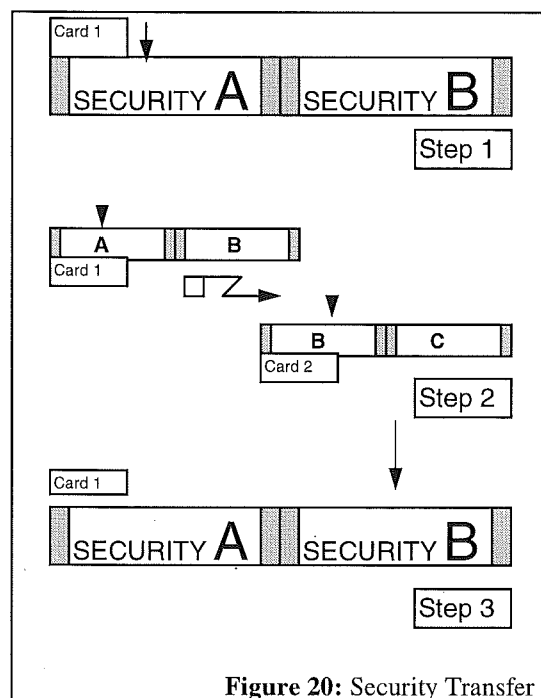 Card 1
SECURITY A SECURITY B
Step 1
A B
Card 1
B C
Card 2
Step 2
Card 1
SECURITY A SECURITY B
Step 3
Figure 20: Security Transfer